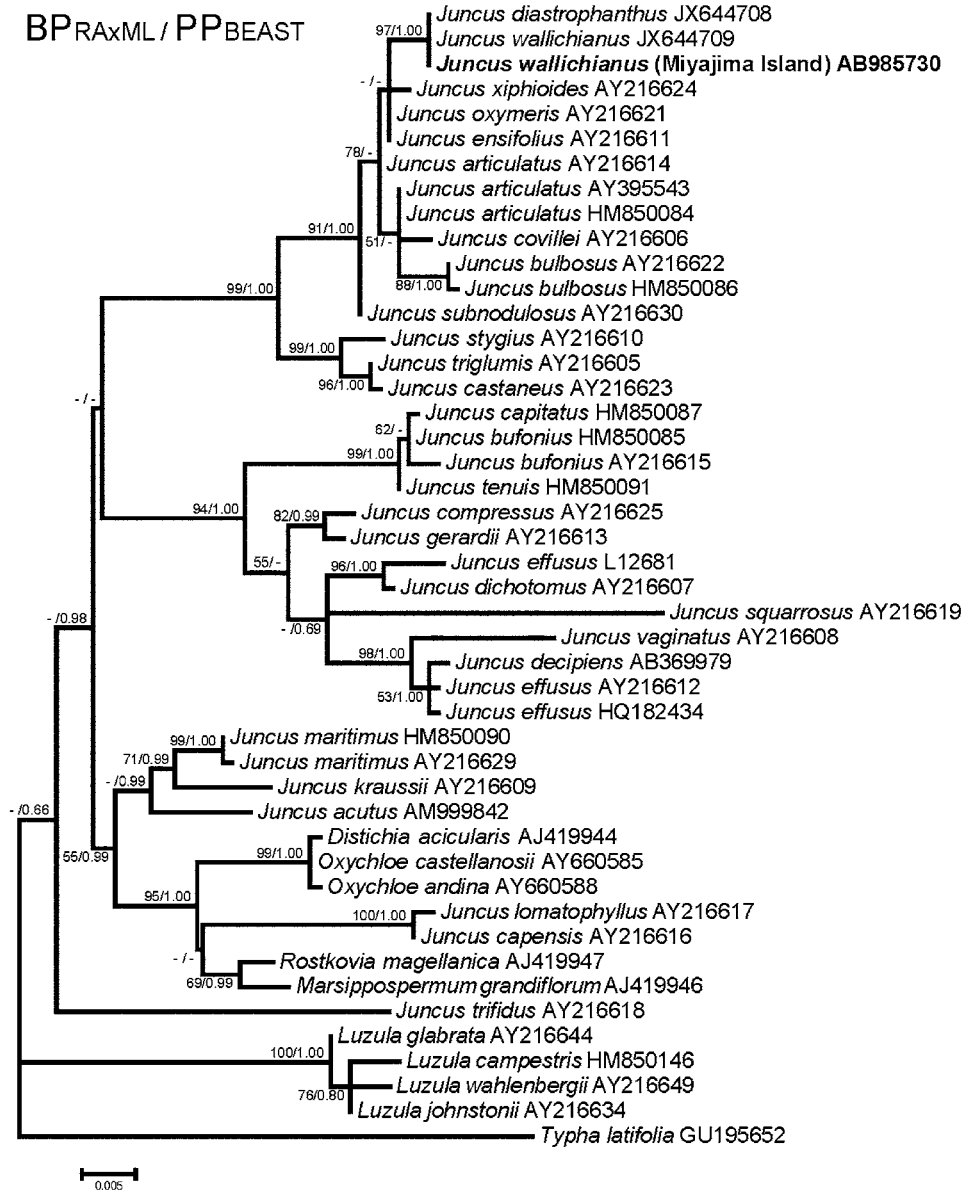 BPRAxML / PPBEAST
Juncus diastrophanthus JX644708
97/1.00
Juncus wallichianus JX644709
Juncus wallichianus (Miyajima Island) AB985730
- / -
Juncus xiphioides AY216624
Juncus oxymeris AY216621
Juncus ensifolius AY216611
78/ -
Juncus articulatus AY216614
Juncus articulatus AY395543
Juncus articulatus HM850084
91/1.00
51/ -
Juncus covillei AY216606
Juncus bulbosus AY216622
88/1.00
Juncus bulbosus HM850086
99/1.00
Juncus subnodulosus AY216630
Juncus stygius AY216610
99/1.00
Juncus triglumis AY216605
96/1.00
Juncus castaneus AY216623
- / -
Juncus capitatus HM850087
62/ -
Juncus bufonius HM850085
99/1.00
Juncus bufonius AY216615
Juncus tenuis HM850091
94/1.00
82/0.99
Juncus compressus AY216625
Juncus gerardii AY216613
55/ -
Juncus effusus L12681
96/1.00
Juncus dichotomus AY216607
Juncus squarrosus AY216619
- /0.98
- /0.69
Juncus vaginatus AY216608
98/1.00
Juncus decipiens AB369979
Juncus effusus AY216612
53/1.00
Juncus effusus HQ182434
Juncus maritimus HM850090
99/1.00
71/0.99
Juncus maritimus AY216629
- /0.99
Juncus kraussii AY216609
- /0.66
Juncus acutus AM999842
Distichia acicularis AJ419944
55/0.99
99/1.00
Oxychloe castellanosii AY660585
Oxychloe andina AY660588
95/1.00
Juncus lomatophyllus AY216617
100/1.00
Juncus capensis AY216616
- / -
Rostkovia magellanica AJ419947
69/0.99
Marsippospermum grandiflorum AJ419946
Juncus trifidus AY216618
Luzula glabrata AY216644
100/1.00
Luzula campestris HM850146
Luzula wahlenbergii AY216649
76/0.80
Luzula johnstonii AY216634
Typha latifolia GU195652
0.005